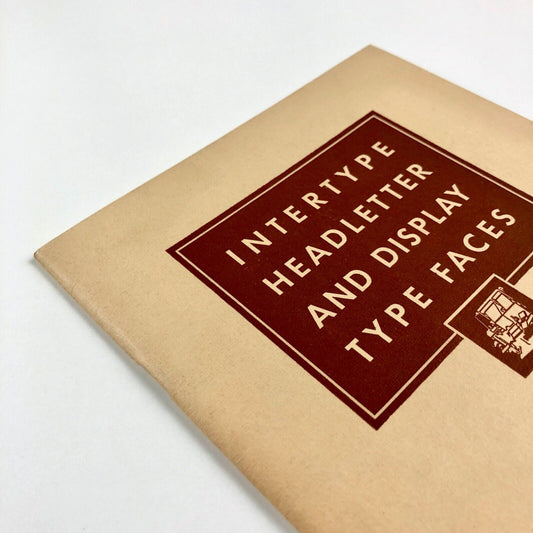 INTERTYPE
HEADLETTER
AND DISPLAY
TYPE FACES